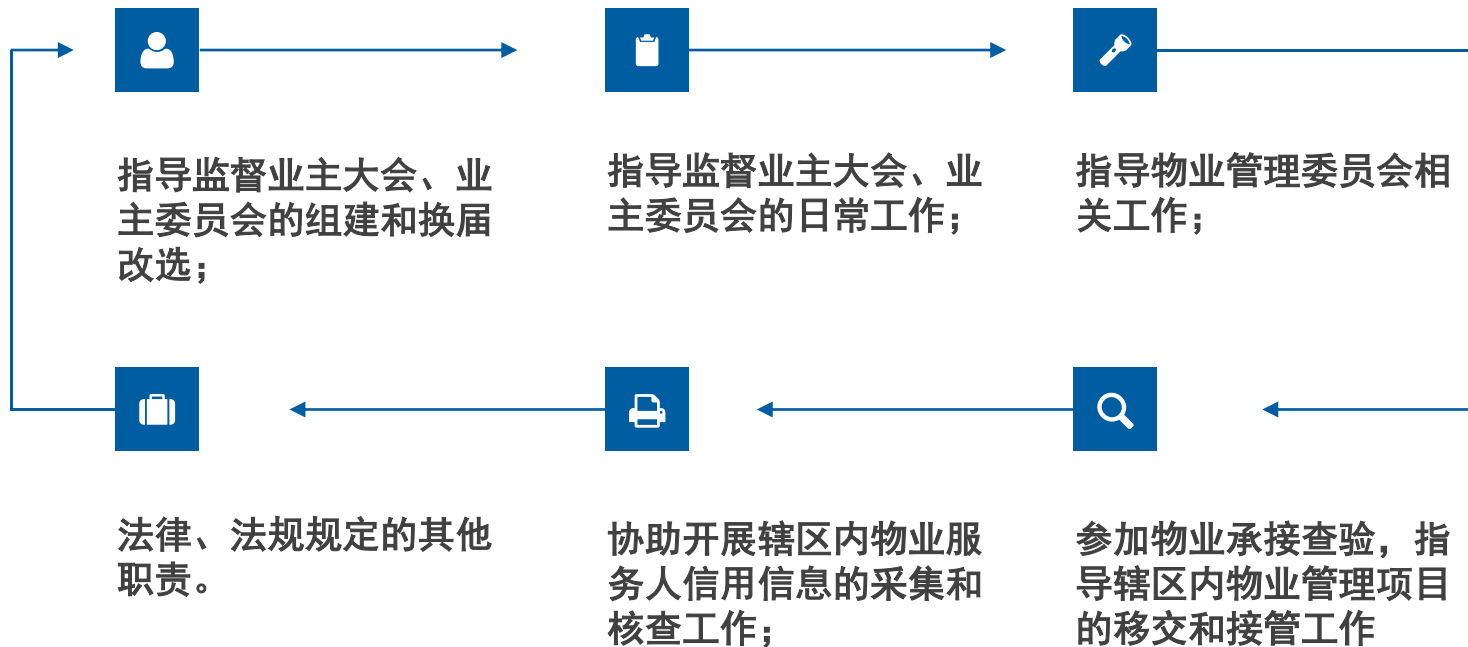 指导监督业主大会、业
主委员会的组建和换届
改选；
指导监督业主大会、业
主委员会的日常工作；
指导物业管理委员会相
关工作；
法律、法规规定的其他
职责。
协助开展辖区内物业服
务人信用信息的采集和
核查工作；
参加物业承接查验，指
导辖区内物业管理项目
的移交和接管工作